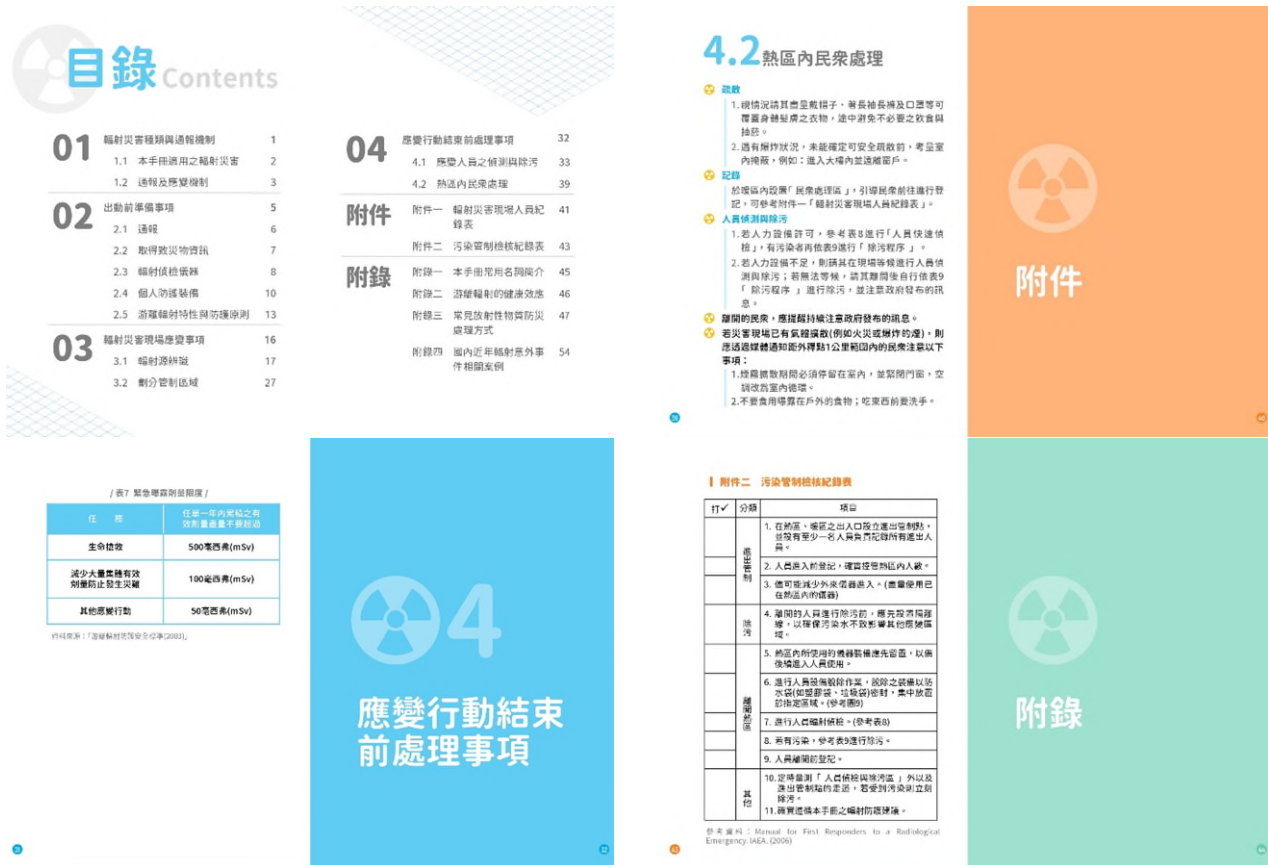 目錄 Contents
01 輻射災害種類與通報機制 1
1.1 本手冊適用之輻射災害 2
1.2 通報及應變機制 3
02 出動前準備事項 5
2.1 通報 6
2.2 取得致災物資訊 7
2.3 輻射偵檢儀器 8
2.4 個人防護裝備 10
2.5 游離輻射特性與防護原則 13
03 輻射災害現場應變事項 16
3.1 輻射源辨識 17
3.2 劃分管制區域 27
04 應變行動結束前處理事項 32
4.1 應變人員之偵測與除污 33
4.2 熱區內民眾處理 39
附件 附件一 輻射災害現場人員紀
錄表 41
附件二 污染管制檢核紀錄表 43
附錄 附錄一 本手冊常用名詞簡介 45
附錄二 游離輻射的健康效應 46
附錄三 常見放射性物質防災
處理方式 47
附錄四 國內近年輻射意外事
件相關案例 54
4.2 熱區內民眾處理
疏散
1.視情況請其盡量戴帽子、著長袖長褲及口罩等可
覆蓋身體髮膚之衣物，途中避免不必要之飲食與
抽菸。
2.遇有爆炸狀況，未能確定可安全疏散前，考量室
內掩蔽，例如：進入大樓內並遠離窗戶。
記錄
於暖區內設置「民眾處理區」，引導民眾前往進行登
記，可參考附件一「輻射災害現場人員紀錄表」。
人員偵測與除污
1.若人力設備許可，參考表8進行「人員快速偵
檢」，有污染者再依表9進行「除污程序」。
2.若人力設備不足，則請其在現場等候進行人員偵
測與除污；若無法等候，請其離開後自行依表9
「除污程序」進行除污，並注意政府發布的訊
息。
離開的民眾，應提醒持續注意政府發布的訊息。
若災害現場已有氣體擴散(例如火災或爆炸的煙)，則
應透過媒體通知距外釋點1公里範圍內的民眾注意以下
事項：
1.煙霧擴散期間必須停留在室內，並緊閉門窗，空
調改為室內循環。
2.不要食用曝露在戶外的食物；吃東西前要洗手。
39
附件
40
/ 表7 緊急曝露劑量限度 /
任 務 任單一年內累積之有
效劑量盡量不要超過
生命搶救 500毫西弗(mSv)
減少大量集體有效
劑量防止發生災難 100毫西弗(mSv)
其他應變行動 50毫西弗(mSv)
資料來源：「游離輻射防護安全標準(2003)」
31
4
應變行動結束
前處理事項
32
附件二 污染管制檢核紀錄表
打✓ 分類 項目
進出管制
1. 在熱區、暖區之出入口設立進出管制點，
並設有至少一名人員負責記錄所有進出人
員。
2. 人員進入前登記，確實控管熱區內人數。
3. 儘可能減少外來儀器進入。(盡量使用已
在熱區內的儀器)
除污
4. 離開的人員進行除污前，應先設立隔離
線，以確保污染水不致影響其他應變區
域。
離開熱區
5. 熱區內所使用的儀器裝備應先留置，以備
後續進入人員使用。
6. 進行人員設備脫除作業，脫除之裝備以防
水袋(如塑膠袋、垃圾袋)密封，集中放置
於指定區域。(參考圖9)
7. 進行人員輻射偵檢。(參考表8)
8. 若有污染，參考表9進行除污。
9. 人員離開前登記。
其他
10.定時量測「人員偵檢與除污區」外以及
進出管制站的走道，若受到污染則立刻
除污。
11.確實遵循本手冊之輻射防護建議。
參考資料：Manual for First Responders to a Radiological
Emergency. IAEA. (2006)
43
附錄
44